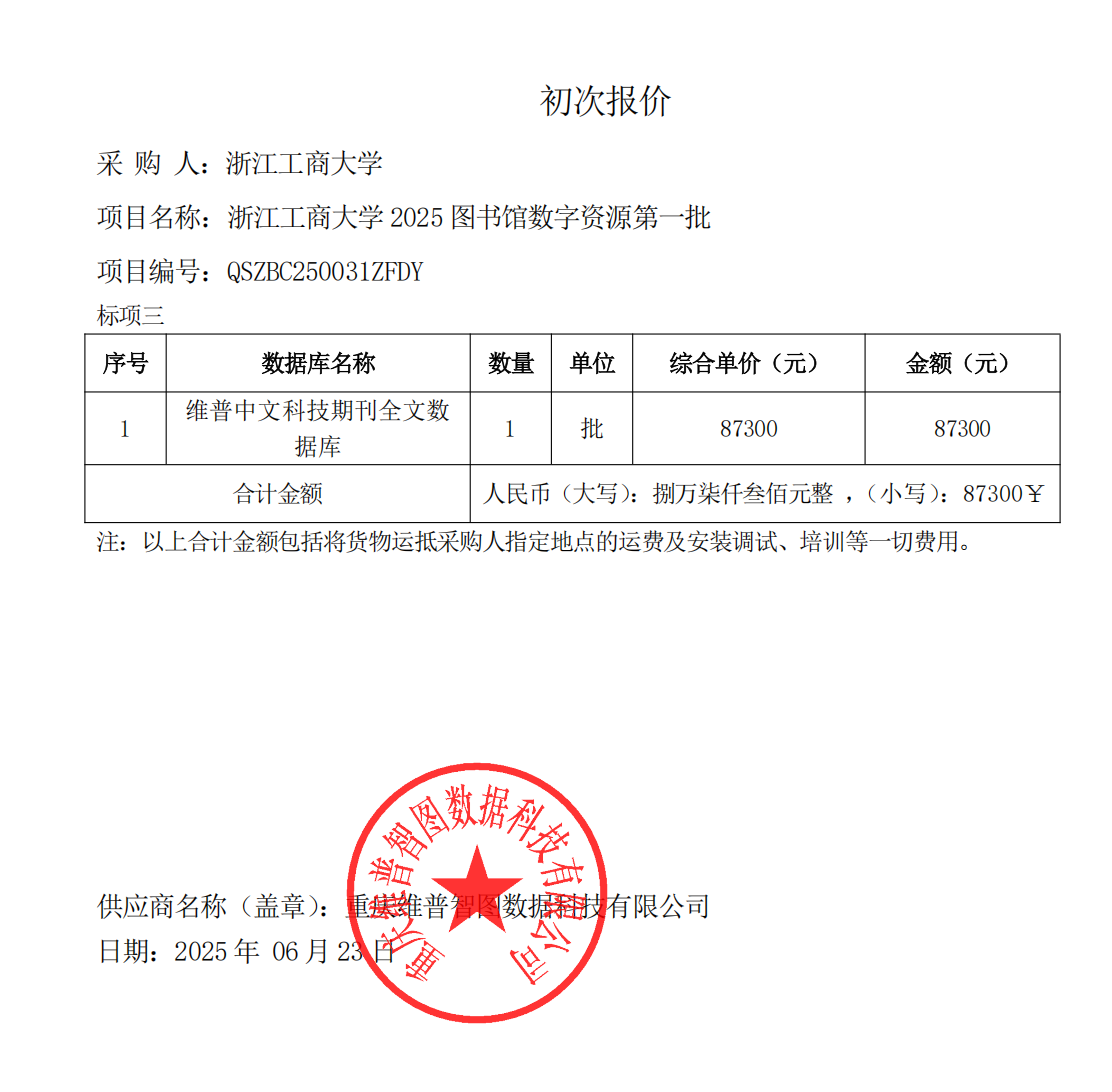 初次报价
采 购 人：浙江工商大学
项目名称：浙江工商大学 2025 图书馆数字资源第一批
项目编号：QSZBC250031ZFDY
标项三
序号 数据库名称 数量 单位 综合单价（元） 金额（元）
1 维普中文科技期刊全文数据库 1 批 87300 87300
合计金额 人民币（大写）：捌万柒仟叁佰元整 ，（小写）：87300￥
注：以上合计金额包括将货物运抵采购人指定地点的运费及安装调试、培训等一切费用。
重庆维普智图数据科技有限公司
供应商名称（盖章）：重庆维普智图数据科技有限公司
日期：2025 年 06 月 23 日